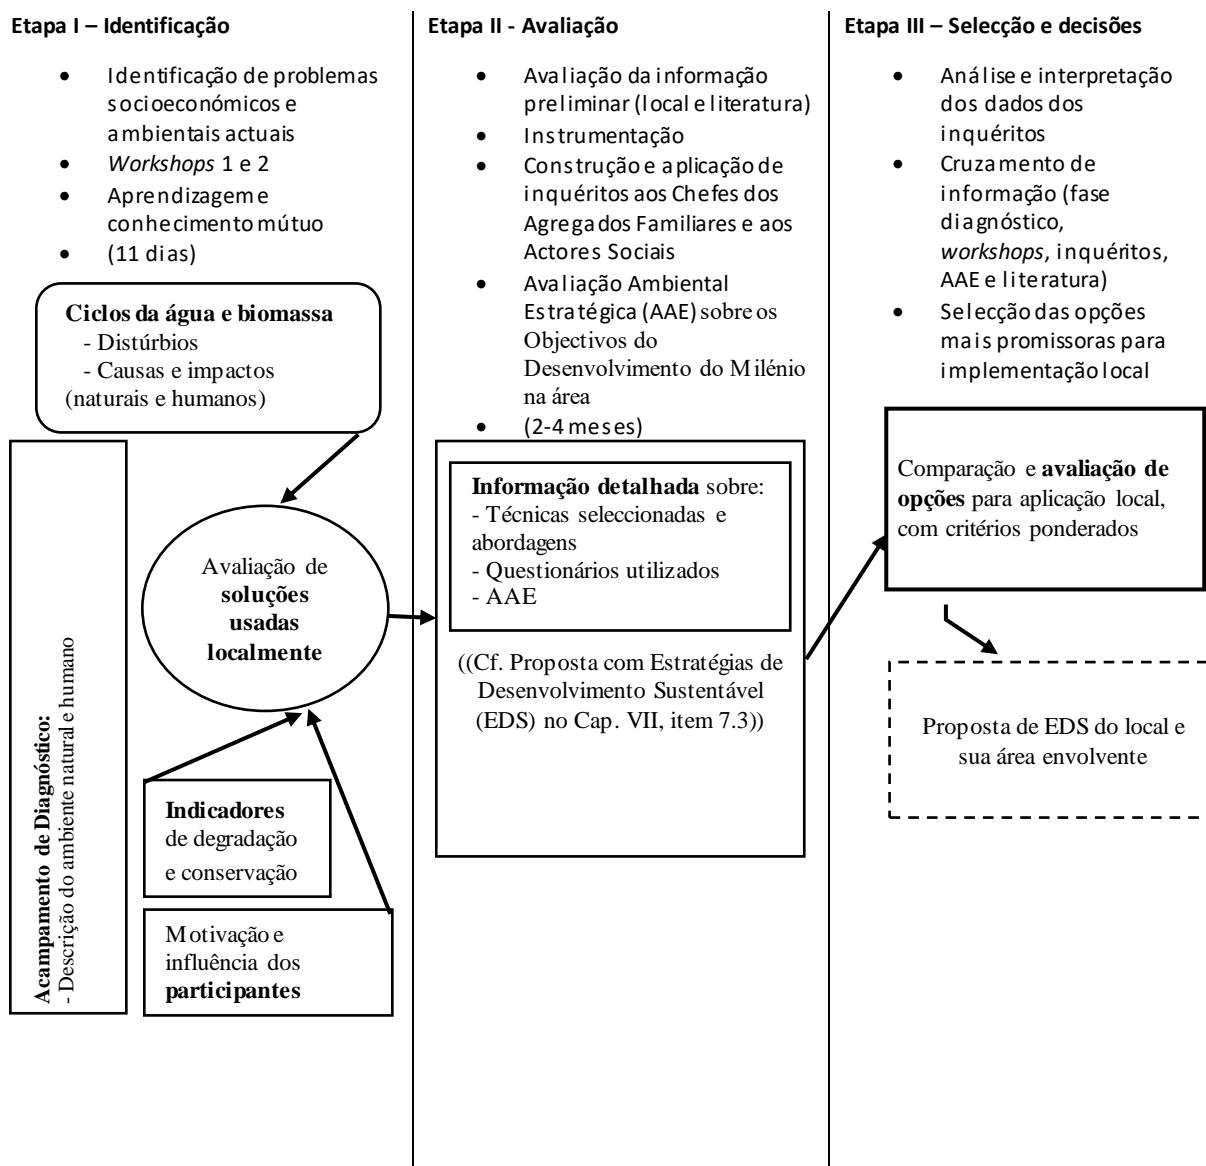 Etapa I – Identificação
• Identificação de problemas
socioeconómicos e
ambientais actuais
• Workshops 1 e 2
• Aprendizagem e
conhecimento mútuo
• (11 dias)
Ciclos da água e biomassa
- Distúrbios
- Causas e impactos
(naturais e humanos)
Acampamento de Diagnóstico:
- Descrição do ambiente natural e humano
Avaliação de
soluções
usadas
localmente
Indicadores
de degradação
e conservação
Motivação e
influência dos
participantes
Etapa II - Avaliação
• Avaliação da informação
preliminar (local e literatura)
• Instrumentação
• Construção e aplicação de
inquéritos aos Chefes dos
Agregados Familiares e aos
Actores Sociais
• Avaliação Ambiental
Estratégica (AAE) sobre os
Objectivos do
Desenvolvimento do Milénio
na área
• (2-4 meses)
Informação detalhada sobre:
- Técnicas seleccionadas e
abordagens
- Questionários utilizados
- AAE
((Cf. Proposta com Estratégias de
Desenvolvimento Sustentável
(EDS) no Cap. VII, item 7.3))
Etapa III – Selecção e decisões
• Análise e interpretação
dos dados dos
inquéritos
• Cruzamento de
informação (fase
diagnóstico,
workshops, inquéritos,
AAE e literatura)
• Selecção das opções
mais promissoras para
implementação local
Comparação e avaliação de
opções para aplicação local,
com critérios ponderados
Proposta de EDS do local e
sua área envolvente